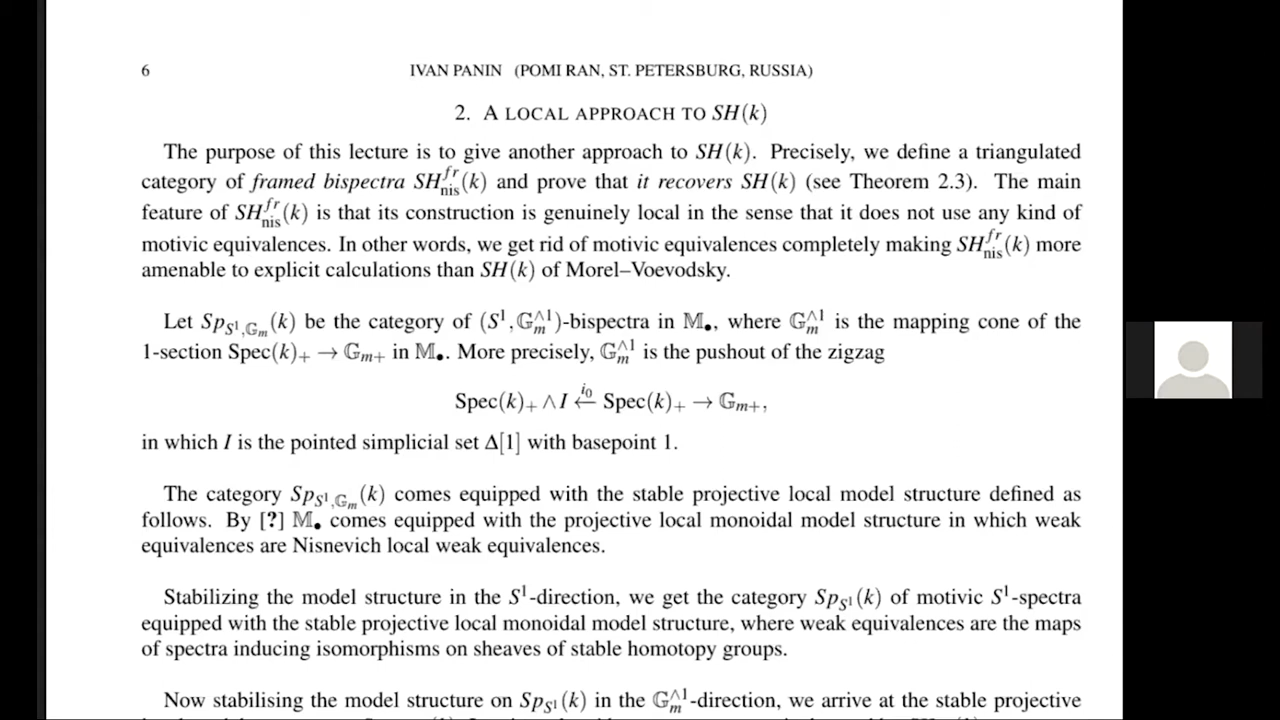 6 IVAN PANIN (POMI RAN, ST. PETERSBURG, RUSSIA)
2. A LOCAL APPROACH TO SH(k)
The purpose of this lecture is to give another approach to SH(k). Precisely, we define a triangulated
category of framed bispectra SH^{fr}_{nis}(k) and prove that it recovers SH(k) (see Theorem 2.3). The main
feature of SH^{fr}_{nis}(k) is that its construction is genuinely local in the sense that it does not use any kind of
motivic equivalences. In other words, we get rid of motivic equivalences completely making SH^{fr}_{nis}(k) more
amenable to explicit calculations than SH(k) of Morel–Voevodsky.
Let Sp_{S^1,𝔾_m}(k) be the category of (S^1,𝔾_m^{∧1})-bispectra in 𝕄_•, where 𝔾_m^{∧1} is the mapping cone of the
1-section Spec(k)_+ → 𝔾_{m+} in 𝕄_•. More precisely, 𝔾_m^{∧1} is the pushout of the zigzag
Spec(k)_+ ∧ I \xleftarrow{i_0} Spec(k)_+ → 𝔾_{m+},
in which I is the pointed simplicial set Δ[1] with basepoint 1.
The category Sp_{S^1,𝔾_m}(k) comes equipped with the stable projective local model structure defined as
follows. By [?] 𝕄_• comes equipped with the projective local monoidal model structure in which weak
equivalences are Nisnevich local weak equivalences.
Stabilizing the model structure in the S^1-direction, we get the category Sp_{S^1}(k) of motivic S^1-spectra
equipped with the stable projective local monoidal model structure, where weak equivalences are the maps
of spectra inducing isomorphisms on sheaves of stable homotopy groups.
Now stabilising the model structure on Sp_{S^1}(k) in the 𝔾_m^{∧1}-direction, we arrive at the stable projective